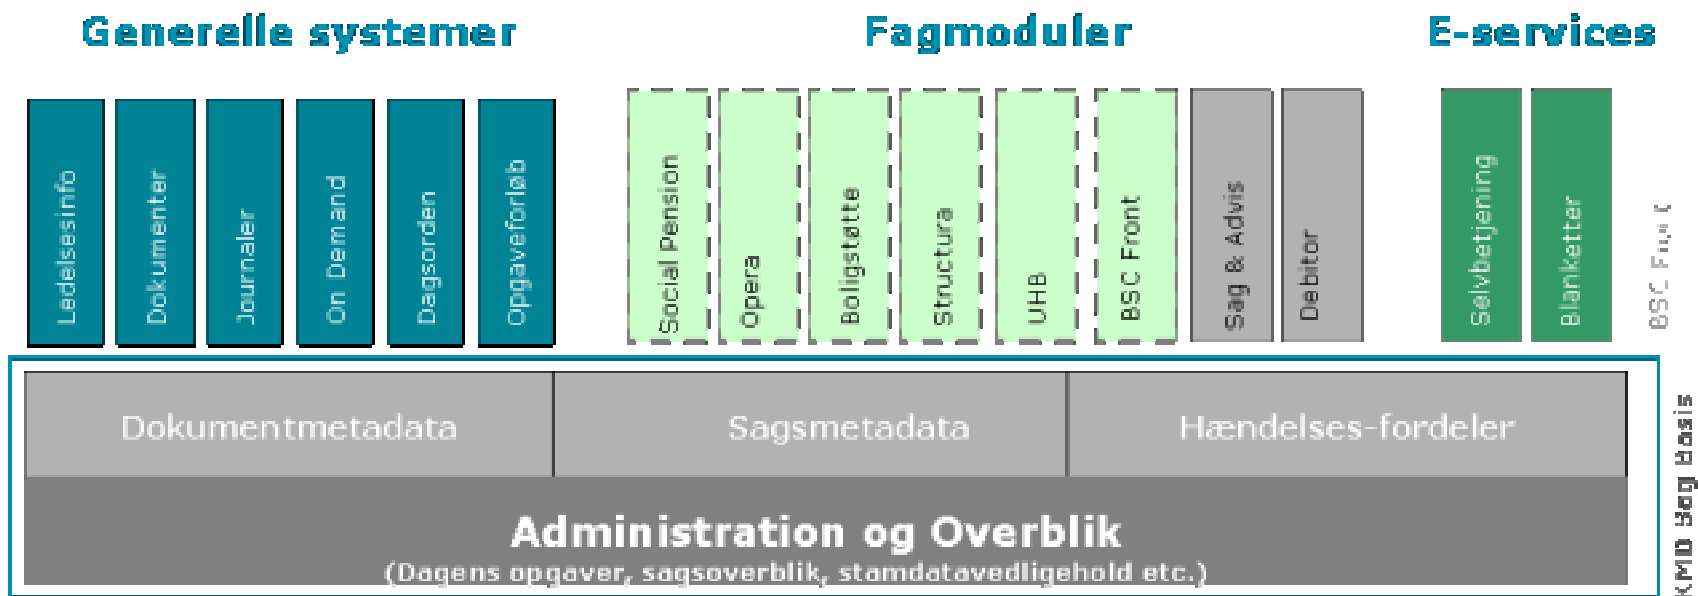 Generelle systemer
Fagmoduler
E-services
Ledelsesinfo
Dokumenter
Journaler
On Demand
Dagsorden
Opgaveforløb
Social Pension
Opera
Boligstøtte
Structura
UHB
BSC Front
Sag & Advis
Debitor
Selvbetjening
Blanketter
BSC
Dokumentmetadata
Sagsmetadata
Hændelses-fordeler
Administration og Overblik
(Dagens opgaver, sagsoverblik, stamdatavedligehold etc.)
KMD Sag Basis